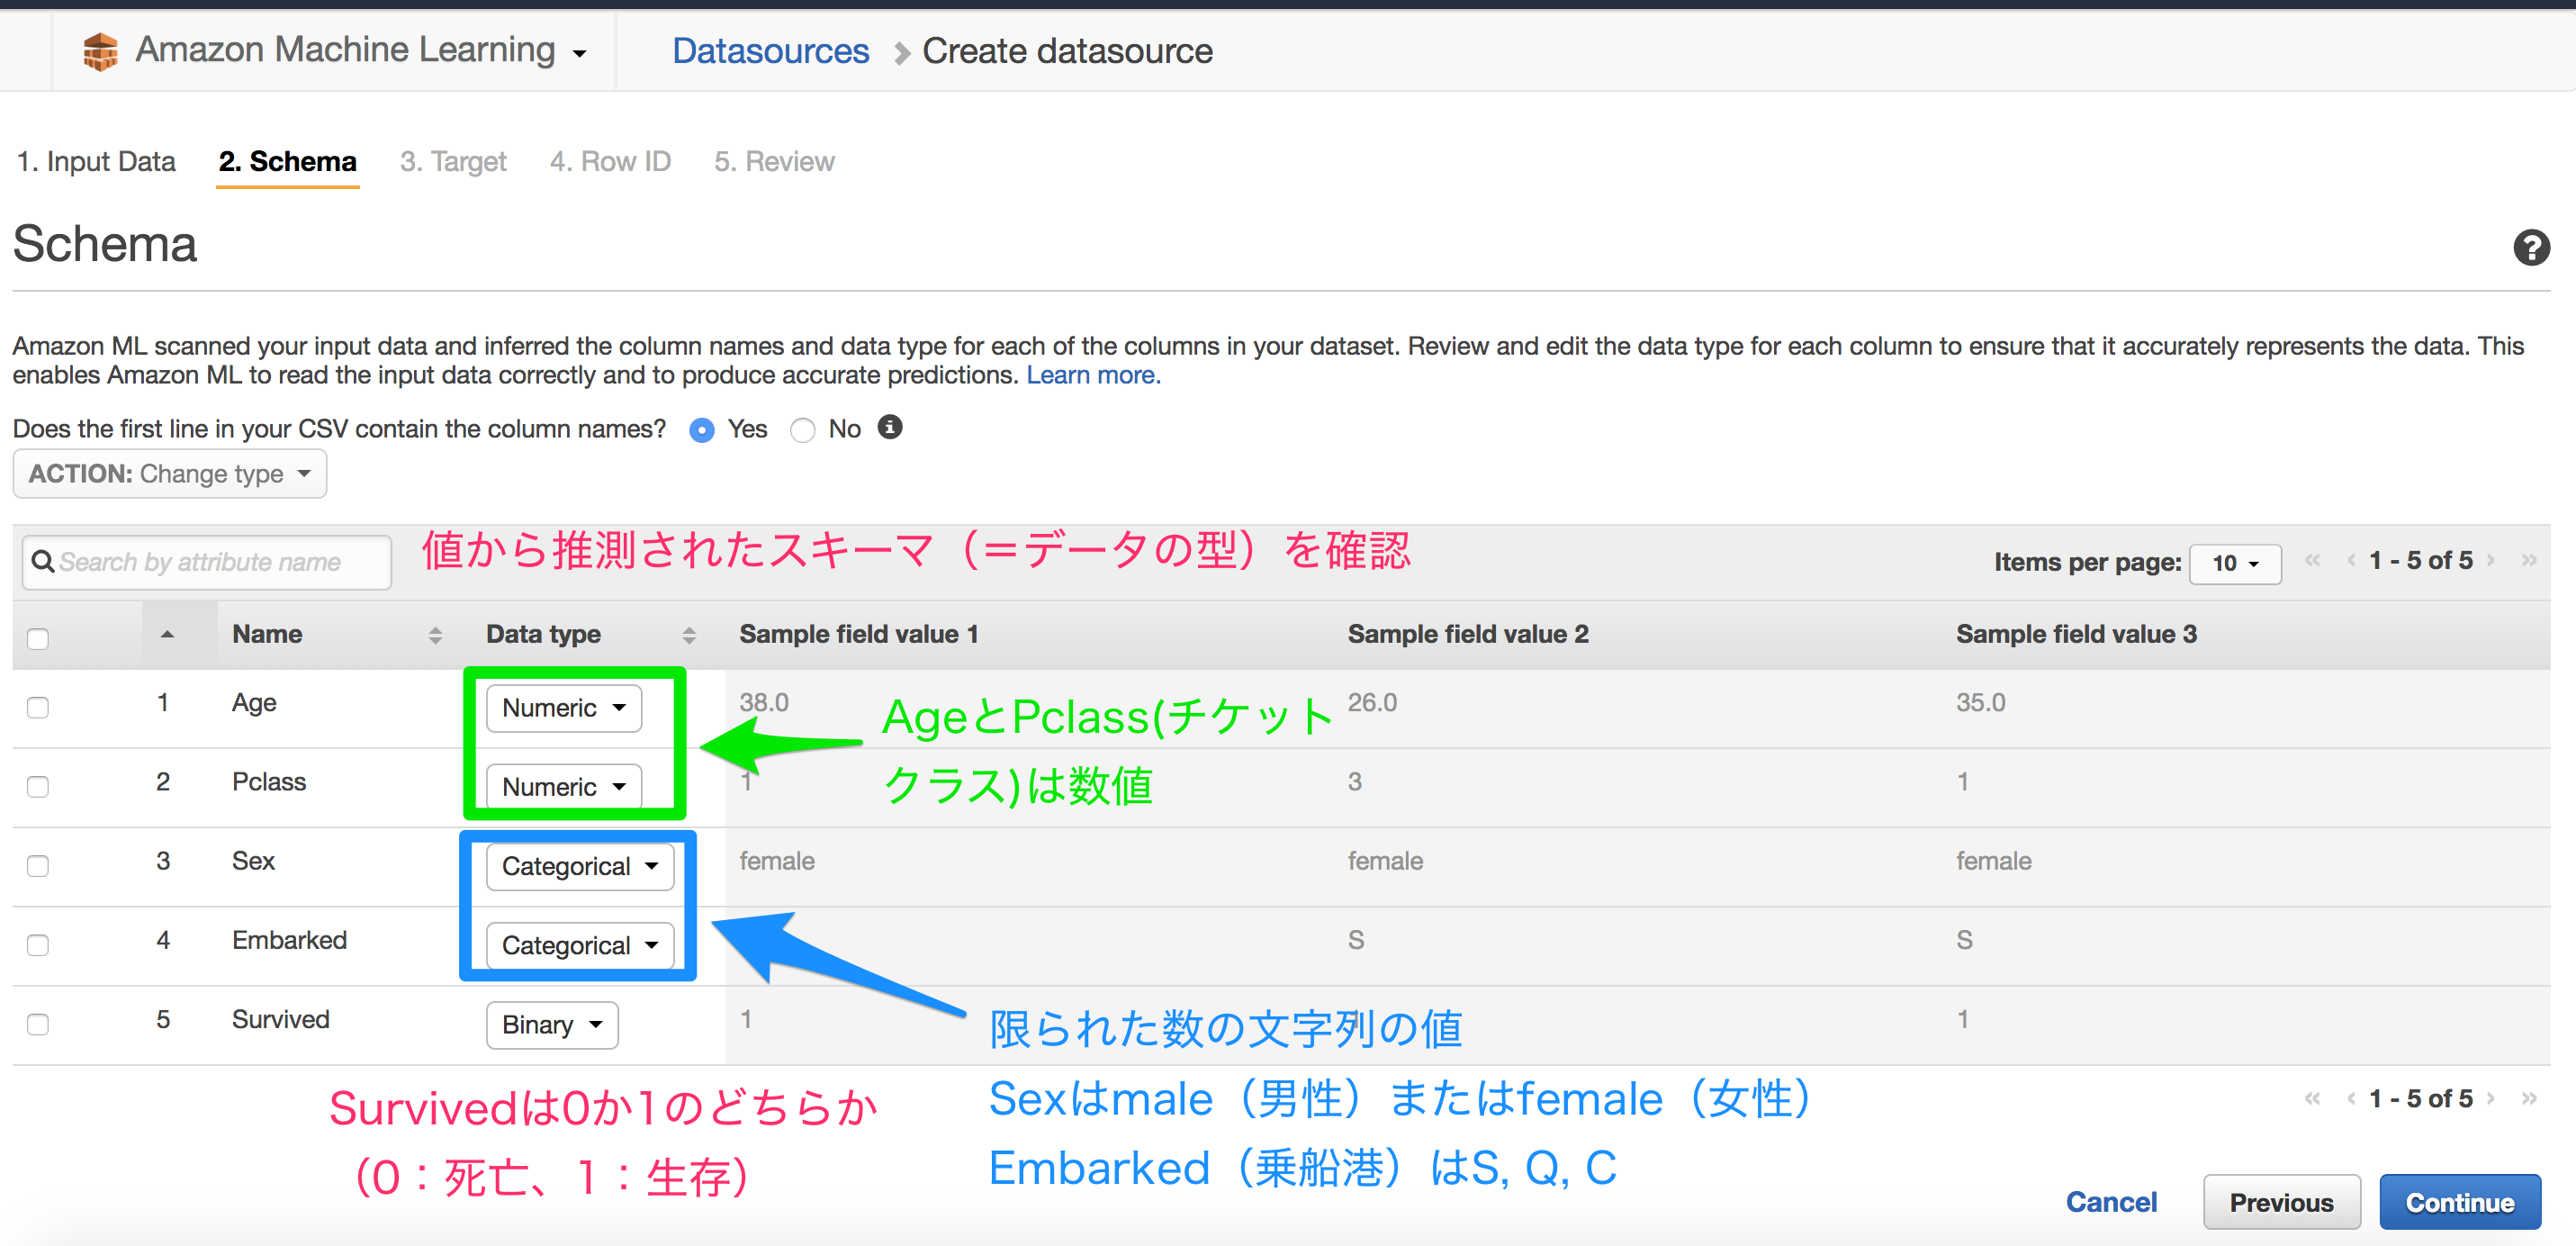 Amazon Machine Learning
Datasources > Create datasource
1. Input Data 2. Schema 3. Target 4. Row ID 5. Review
Schema
Amazon ML scanned your input data and inferred the column names and data type for each of the columns in your dataset. Review and edit the data type for each column to ensure that it accurately represents the data. This
enables Amazon ML to read the input data correctly and to produce accurate predictions. Learn more.
Does the first line in your CSV contain the column names? Yes No
ACTION: Change type
Search by attribute name
値から推測されたスキーマ（＝データの型）を確認
Items per page: 10 « ‹ 1 - 5 of 5 › »
Name Data type Sample field value 1 Sample field value 2 Sample field value 3
1 Age Numeric 38.0 26.0 35.0
AgeとPclass(チケット
クラス)は数値
2 Pclass Numeric 1 3 1
3 Sex Categorical female female female
4 Embarked Categorical S S
5 Survived Binary 1 1
限られた数の文字列の値
Sexはmale（男性）またはfemale（女性）
Embarked（乗船港）はS, Q, C
Survivedは0か1のどちらか
（0：死亡、1：生存）
« ‹ 1 - 5 of 5 › »
Cancel Previous Continue